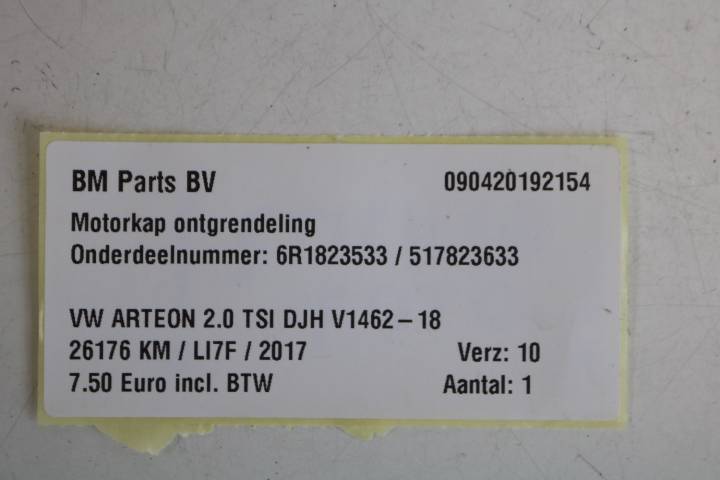 BM Parts BV 090420192154
Motorkap ontgrendeling
Onderdeelnummer: 6R1823533 / 517823633
VW ARTEON 2.0 TSI DJH V1462-18
26176 KM / LI7F / 2017 Verz: 10
7.50 Euro incl. BTW Aantal: 1